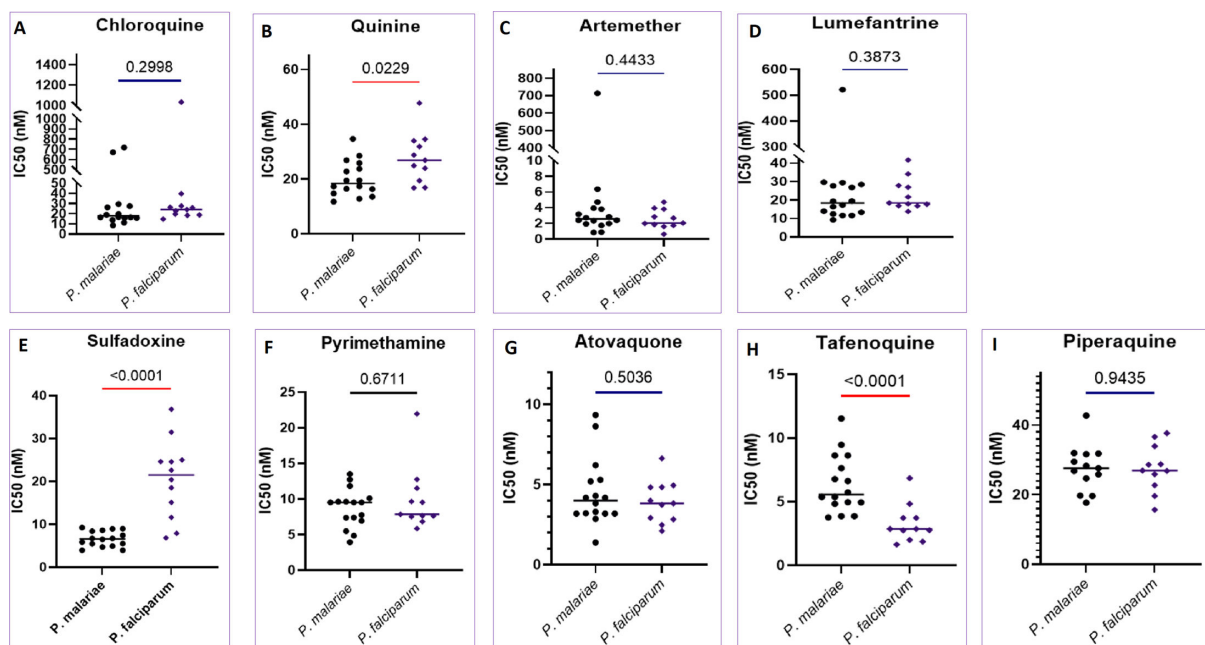 A
Chloroquine
0.2998
IC50 (nM)
1400
1200
1000
1000
900
800
700
600
500
50
40
30
20
10
0
P. malariae
P. falciparum
B
Quinine
0.0229
IC50 (nM)
60
40
20
0
P. malariae
P. falciparum
C
Artemether
0.4433
IC50 (nM)
800
700
600
500
400
10
8
6
4
2
0
P. malariae
P. falciparum
D
Lumefantrine
0.3873
IC50 (nM)
600
500
400
300
40
30
20
10
0
P. malariae
P. falciparum
E
Sulfadoxine
<0.0001
IC50 (nM)
40
30
20
10
0
P. malariae
P. falciparum
F
Pyrimethamine
0.6711
IC50 (nM)
25
20
15
10
5
0
P. malariae
P. falciparum
G
Atovaquone
0.5036
IC50 (nM)
10
5
0
P. malariae
P. falciparum
H
Tafenoquine
<0.0001
IC50 (nM)
15
10
5
0
P. malariae
P. falciparum
I
Piperaquine
0.9435
IC50 (nM)
40
20
0
P. malariae
P. falciparum